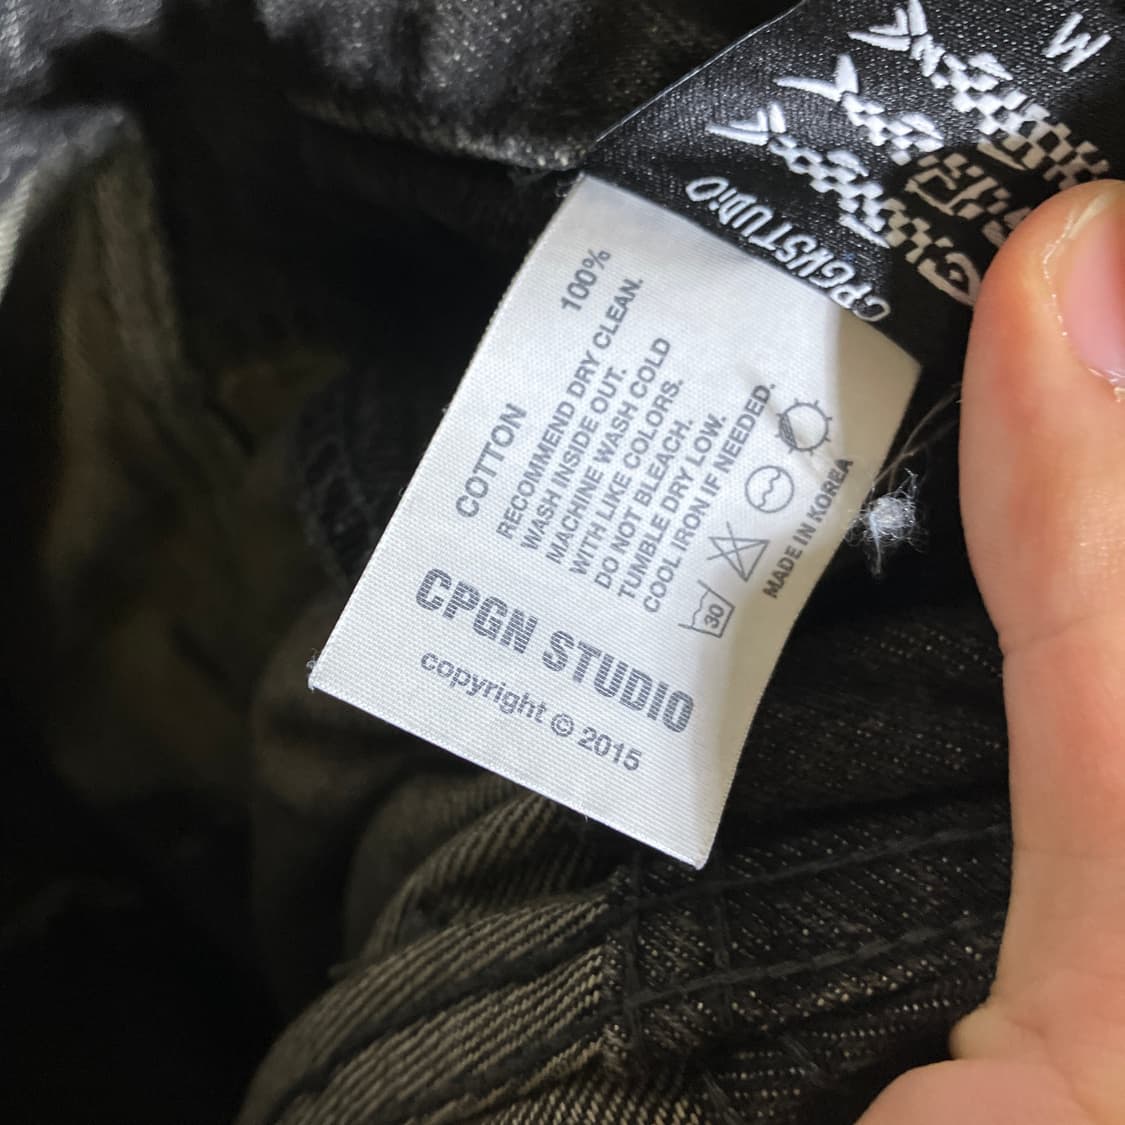 M
CPGNSTUDiO
COTTON 100%
RECOMMEND DRY CLEAN.
WASH INSIDE OUT.
MACHINE WASH COLD
WTH LIKE COLORS.
DO NOT BLEACH.
TUMBLE DRY LOW.
COOL IRON IF NEEDED.
30
MADE IN KOREA
CPGN STUDIO
copyright © 2015